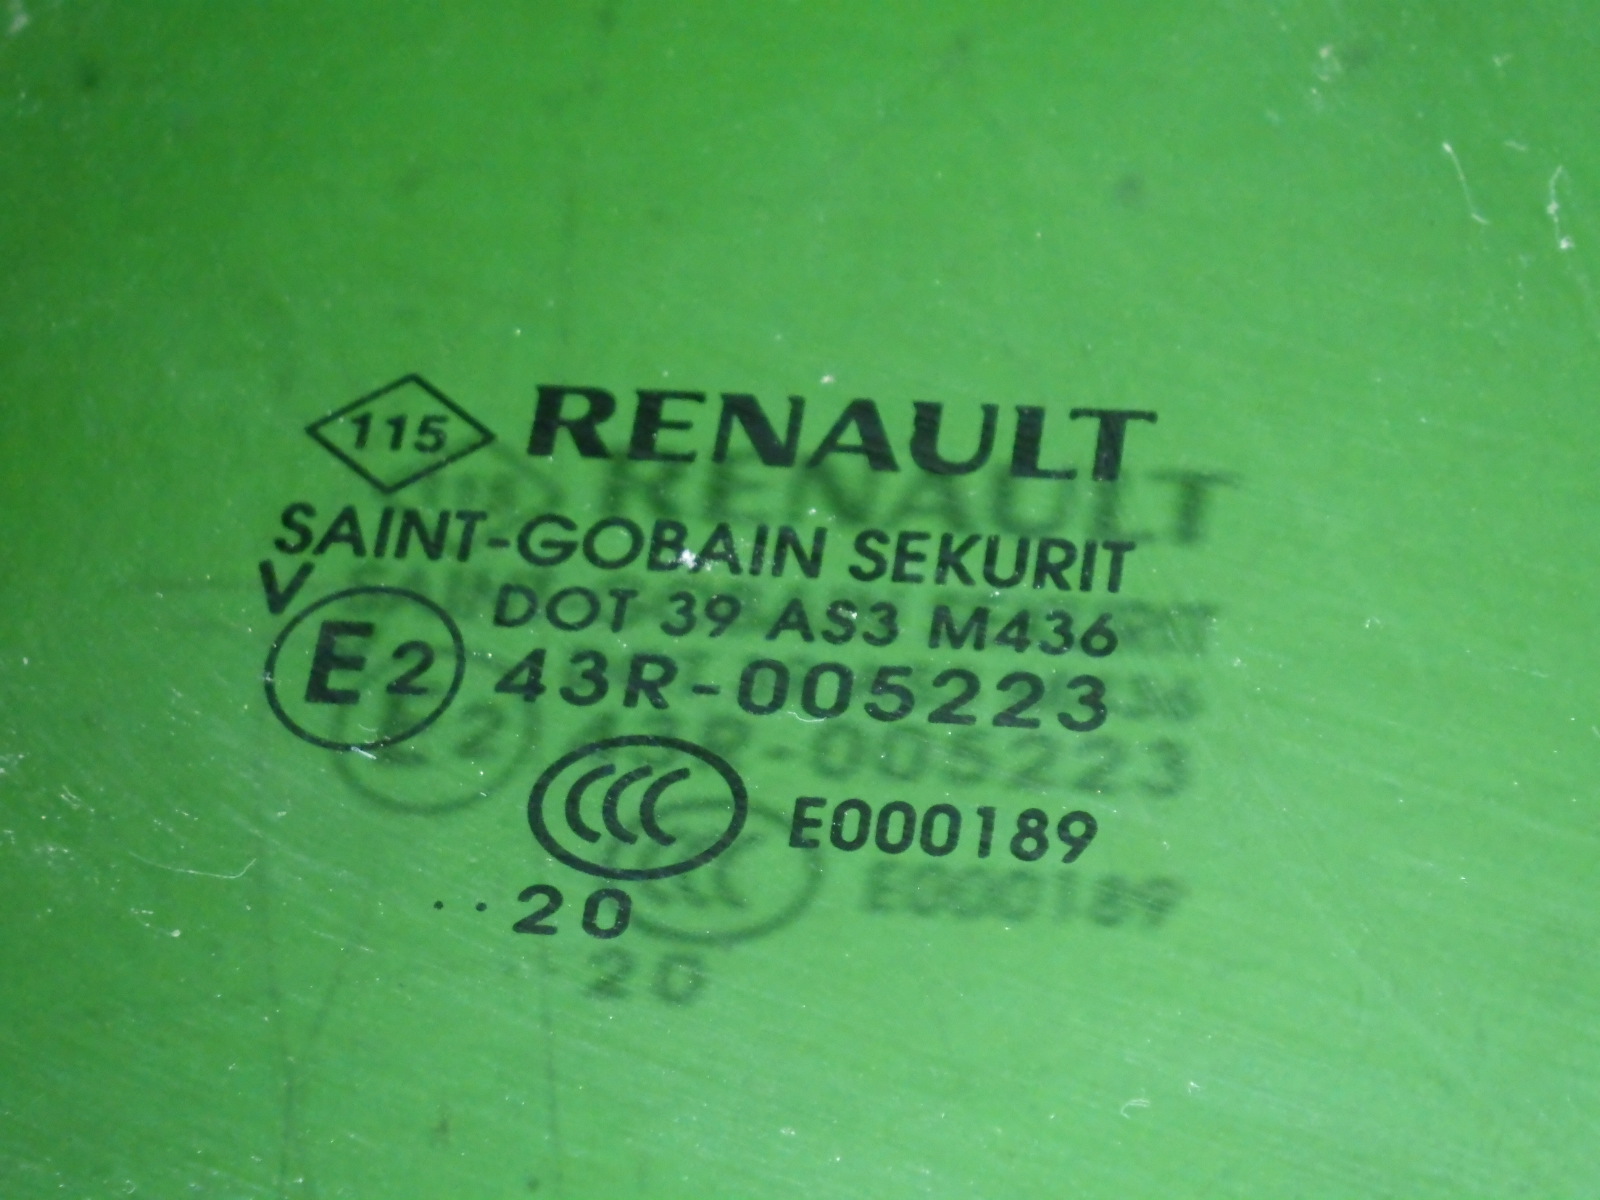 115 RENAULT
SAINT-GOBAIN SEKURIT
V
DOT 39 AS3 M436
E2 43R-005223
CCC E000189
..20